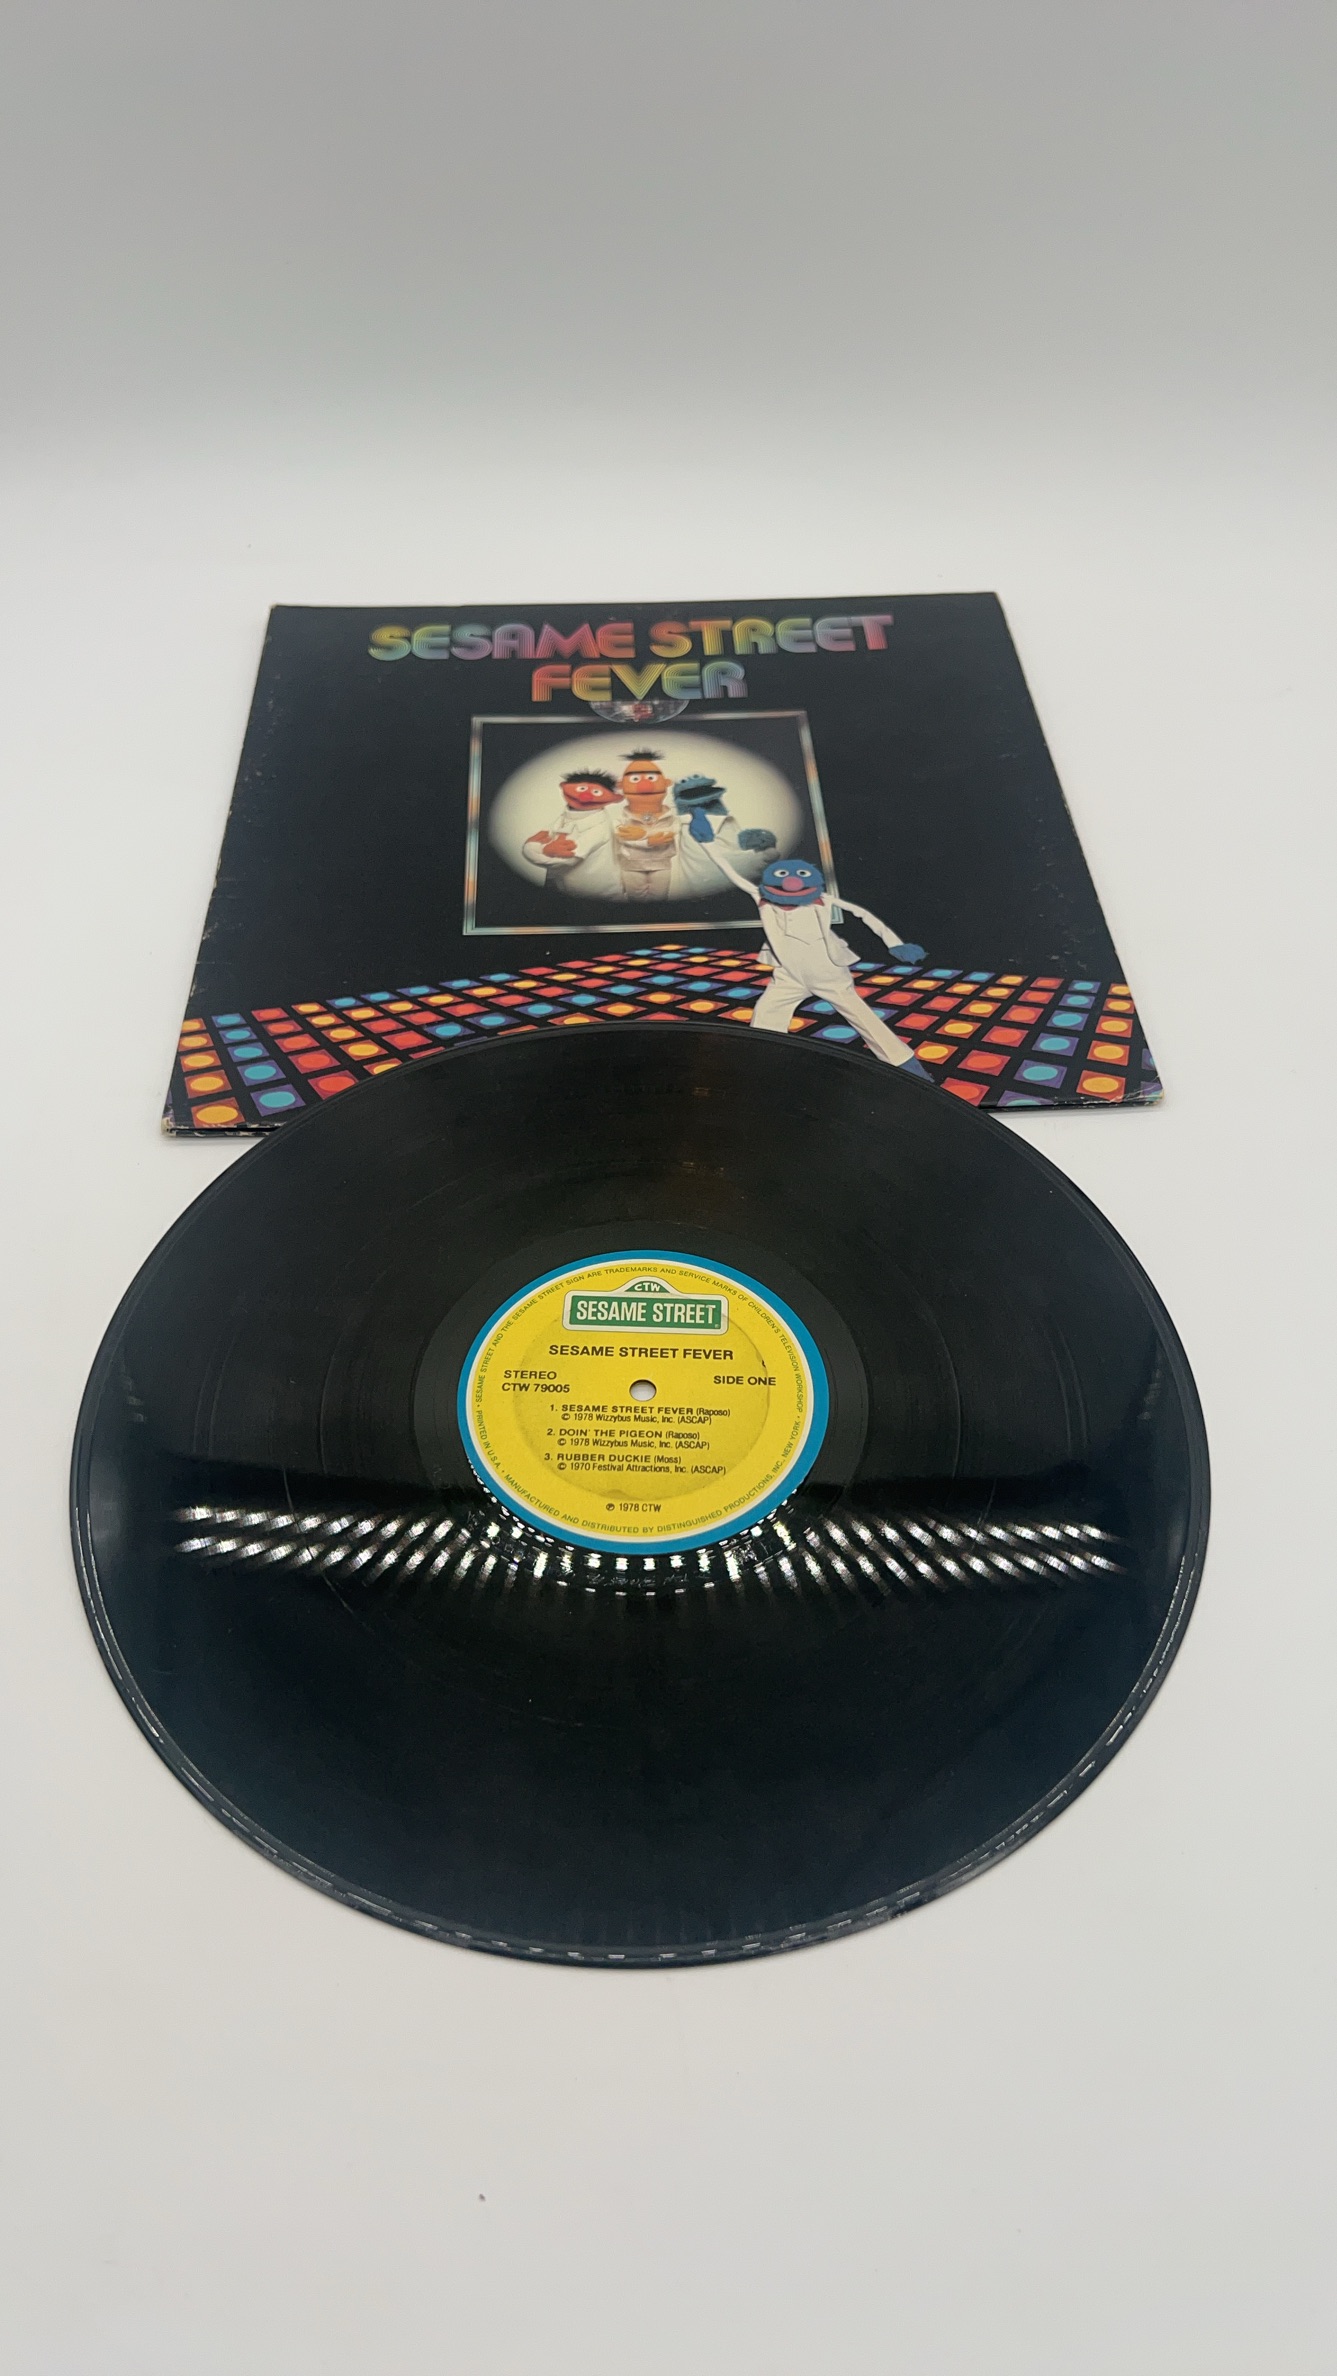 SESAME STREET
FEVER
SESAME STREET AND THE SESAME STREET SIGN ARE TRADEMARKS AND SERVICE MARKS OF CHILDREN'S TELEVISION WORKSHOP •
CTW
SESAME STREET
SESAME STREET FEVER
STEREO
CTW 79005
SIDE ONE
1. SESAME STREET FEVER (Raposo)
© 1978 Wizzybus Music, Inc. (ASCAP)
2. DOIN' THE PIGEON (Raposo)
© 1978 Wizzybus Music, Inc. (ASCAP)
3. RUBBER DUCKIE (Moss)
© 1970 Festival Attractions, Inc. (ASCAP)
℗ 1978 CTW
• PRINTED IN U.S.A. • MANUFACTURED AND DISTRIBUTED BY DISTINGUISHED PRODUCTIONS, INC. NEW YORK •